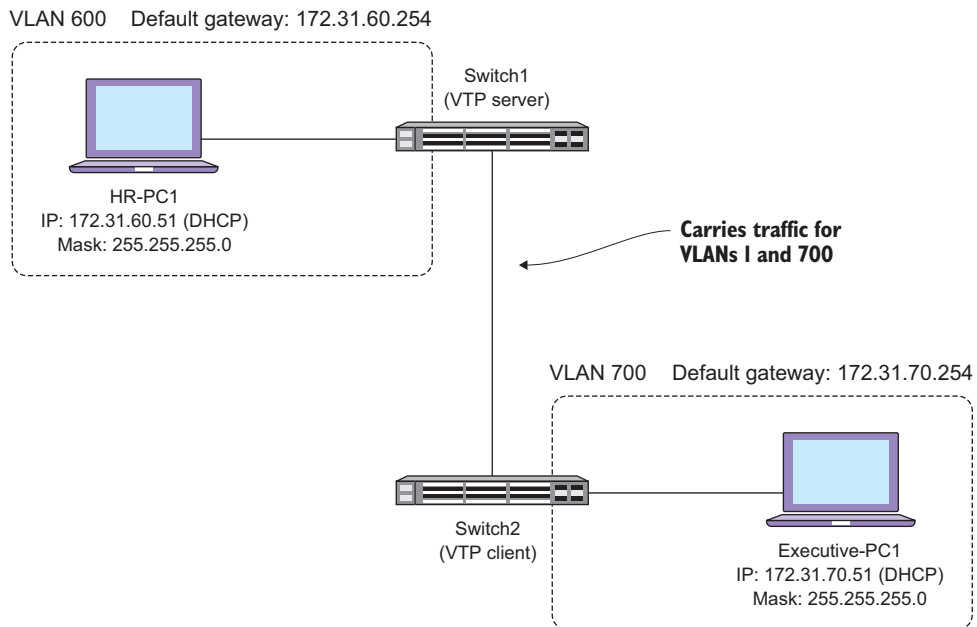 VLAN 600 Default gateway: 172.31.60.254
Switch1
(VTP server)
HR-PC1
IP: 172.31.60.51 (DHCP)
Mask: 255.255.255.0
Carries traffic for
VLANs 1 and 700
VLAN 700 Default gateway: 172.31.70.254
Switch2
(VTP client)
Executive-PC1
IP: 172.31.70.51 (DHCP)
Mask: 255.255.255.0